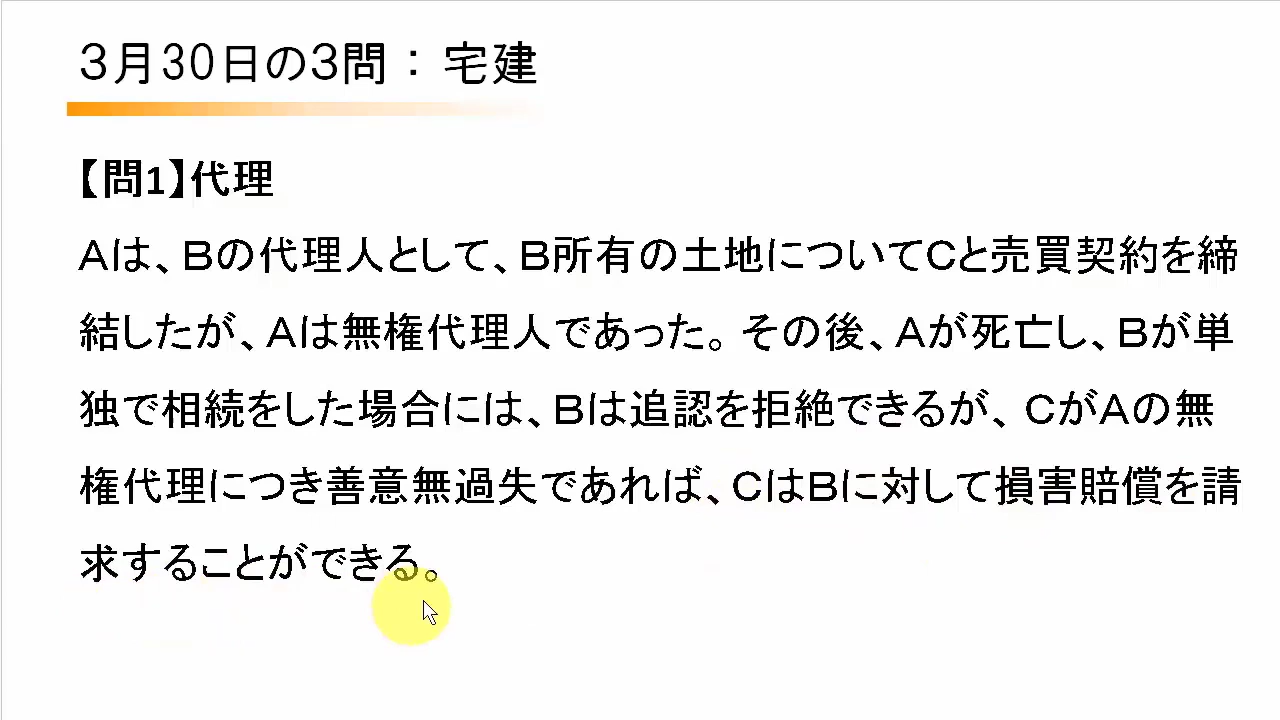 3月30日の3問：宅建
【問1】代理
Aは、Bの代理人として、B所有の土地についてCと売買契約を締
結したが、Aは無権代理人であった。その後、Aが死亡し、Bが単
独で相続をした場合には、Bは追認を拒絶できるが、CがAの無
権代理につき善意無過失であれば、CはBに対して損害賠償を請
求することができる。